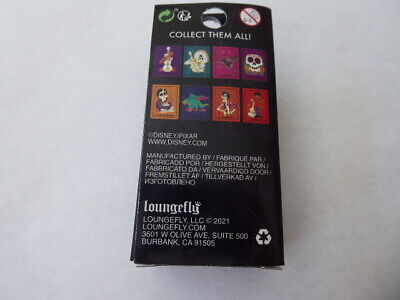 COLLECT THEM ALL!
©DISNEY/PIXAR
WWW.DISNEY.COM
MANUFACTURED BY / FABRIQUÉ PAR /
FABRICADO POR / HERGESTELLT VON /
FABBRICATO DA / VERVAARDIGD DOOR /
FREMSTILLET AF / TILLVERKAD AV /
ИЗГОТОВЛЕНО
loungefly
LOUNGEFLY, LLC © 2021
LOUNGEFLY.COM
3601 W OLIVE AVE, SUITE 500
BURBANK, CA 91505